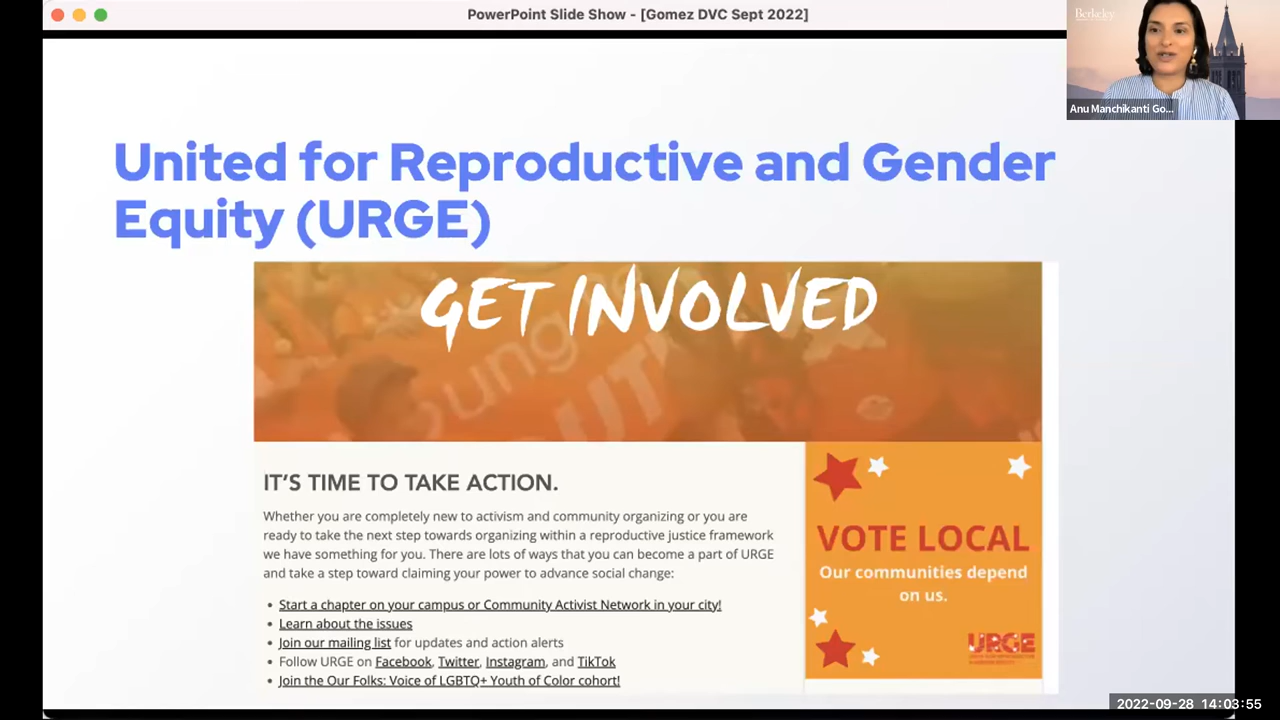 PowerPoint Slide Show - [Gomez DVC Sept 2022]
Berkeley
Anu Manchikanti Go...
United for Reproductive and Gender
Equity (URGE)
GET INVOLVED
IT'S TIME TO TAKE ACTION.
Whether you are completely new to activism and community organizing or you are
ready to take the next step towards organizing within a reproductive justice framework
we have something for you. There are lots of ways that you can become a part of URGE
and take a step toward claiming your power to advance social change:
• Start a chapter on your campus or Community Activist Network in your city!
• Learn about the issues
• Join our mailing list for updates and action alerts
• Follow URGE on Facebook, Twitter, Instagram, and TikTok
• Join the Our Folks: Voice of LGBTQ+ Youth of Color cohort!
VOTE LOCAL
Our communities depend
on us.
URGE
2022-09-28 14:03:55